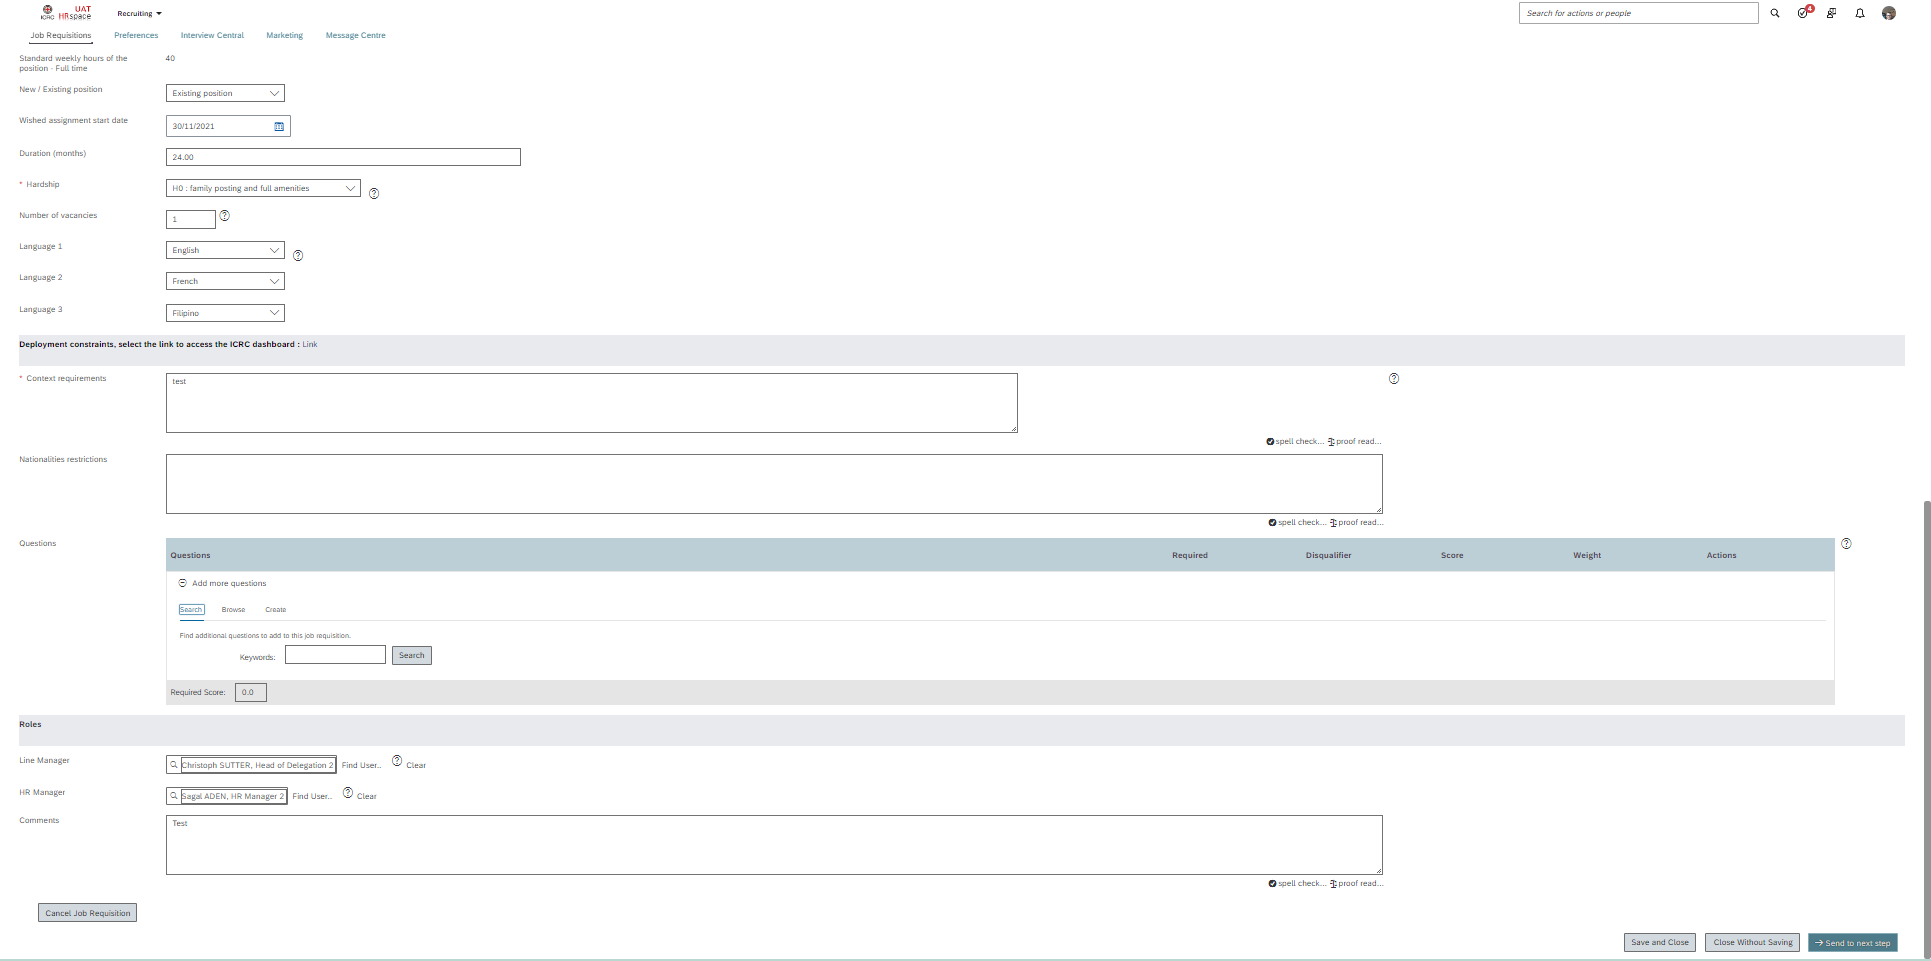 ICRC UAT HRspace Recruiting Search for actions or people 4
Job Requisitions Preferences Interview Central Marketing Message Centre
Standard weekly hours of the position - Full time 40
New / Existing position Existing position
Wished assignment start date 30/11/2021
Duration (months) 24.00
* Hardship H0 : family posting and full amenities
Number of vacancies 1
Language 1 English
Language 2 French
Language 3 Filipino
Deployment constraints, select the link to access the ICRC dashboard : Link
* Context requirements test
spell check... proof read...
Nationalities restrictions
spell check... proof read...
Questions
Questions Required Disqualifier Score Weight Actions
Add more questions
Search Browse Create
Find additional questions to add to this job requisition.
Keywords: Search
Required Score: 0.0
Roles
Line Manager Christoph SUTTER, Head of Delegation 2 Find User.. Clear
HR Manager Sagal ADEN, HR Manager 2 Find User.. Clear
Comments Test
spell check... proof read...
Cancel Job Requisition
Save and Close Close Without Saving Send to next step